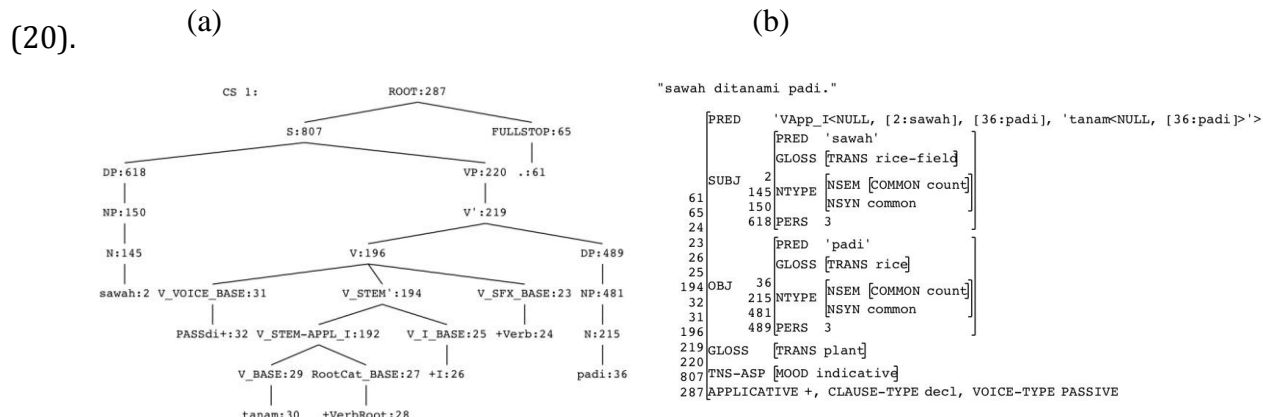 (20).
(a)
(b)
CS 1:
ROOT:287
S:807
FULLSTOP:65
DP:618
VP:220
.:61
NP:150
V':219
N:145
V:196
DP:489
sawah:2
V_VOICE_BASE:31
V_STEM':194
V_SFX_BASE:23
NP:481
PASSdi+:32
V_STEM-APPL_I:192
V_I_BASE:25
+Verb:24
N:215
V_BASE:29
RootCat_BASE:27
+I:26
padi:36
tanam:30
+VerbRoot:28
"sawah ditanami padi."
PRED 'VApp_I<NULL, [2:sawah], [36:padi], 'tanam<NULL, [36:padi]>'>
PRED 'sawah'
GLOSS [TRANS rice-field]
SUBJ 2
145 NTYPE [NSEM [COMMON count]
61
150 NSYN common]
65
618 PERS 3
24
23 PRED 'padi'
26 GLOSS [TRANS rice]
25
194 OBJ 36 NSEM [COMMON count]
32 215 NTYPE
31 481 NSYN common
196 489 PERS 3
219 GLOSS [TRANS plant]
220
807 TNS-ASP [MOOD indicative]
287 APPLICATIVE +, CLAUSE-TYPE decl, VOICE-TYPE PASSIVE